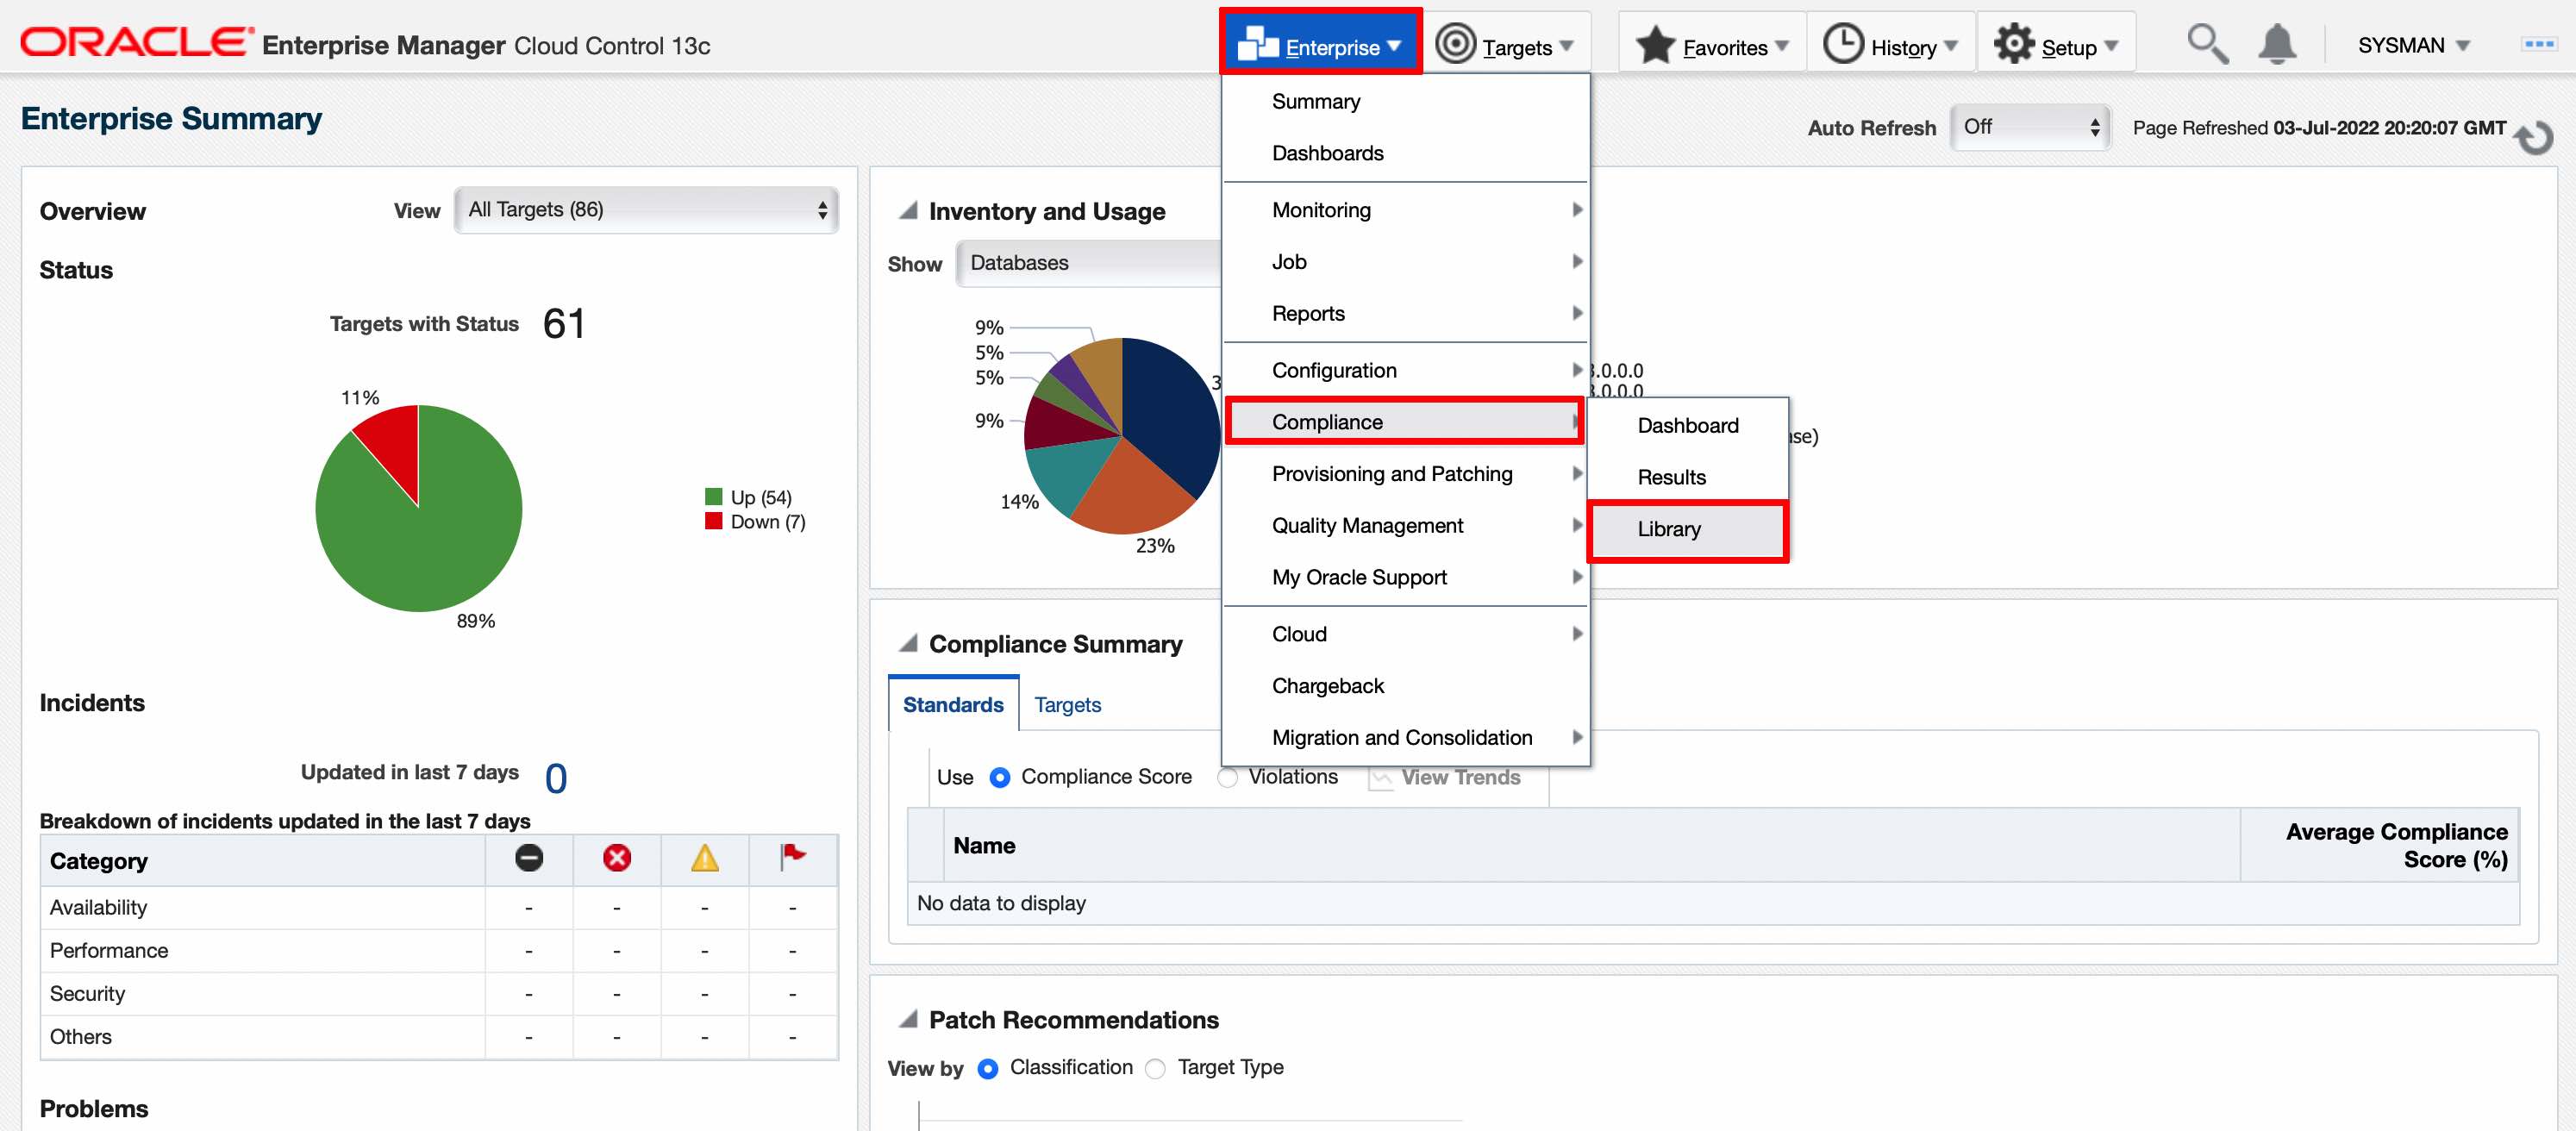 ORACLE Enterprise Manager Cloud Control 13c
Enterprise
Targets
Favorites
History
Setup
SYSMAN
Enterprise Summary
Auto Refresh
Off
Page Refreshed 03-Jul-2022 20:20:07 GMT
Overview
View
All Targets (86)
Status
Targets with Status 61
11%
89%
Up (54)
Down (7)
Incidents
Updated in last 7 days 0
Breakdown of incidents updated in the last 7 days
Category
Availability - - - -
Performance - - - -
Security - - - -
Others - - - -
Problems
Inventory and Usage
Show
Databases
9%
5%
5%
9%
14%
23%
3
.0.0.0
.0.0.0
se)
Summary
Dashboards
Monitoring
Job
Reports
Configuration
Compliance
Provisioning and Patching
Quality Management
My Oracle Support
Cloud
Chargeback
Migration and Consolidation
Dashboard
Results
Library
Compliance Summary
Standards
Targets
Use
Compliance Score
Violations
View Trends
Name
Average Compliance
Score (%)
No data to display
Patch Recommendations
View by
Classification
Target Type